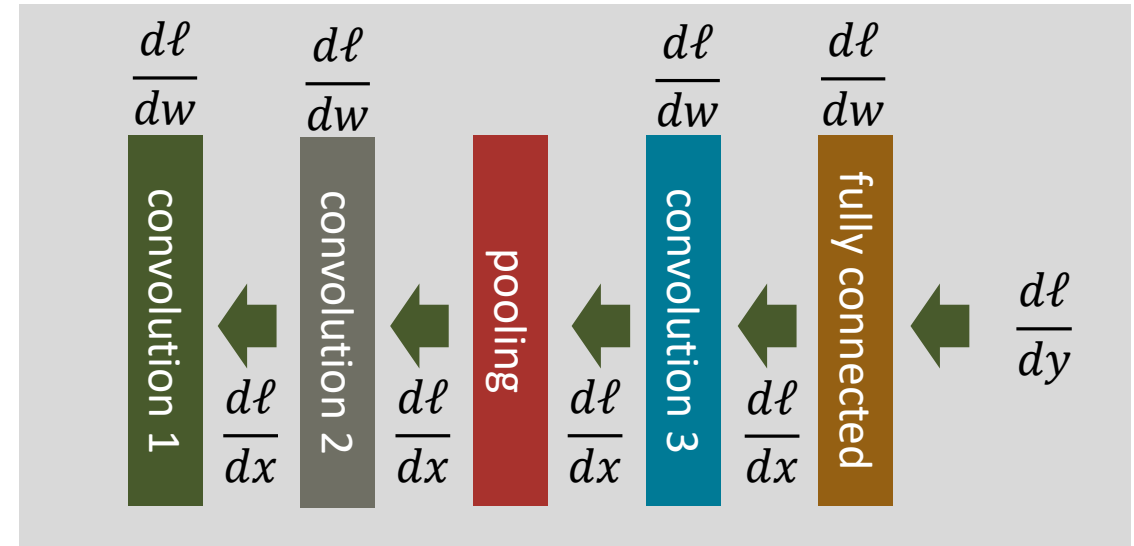 dℓ/dw
dℓ/dw
dℓ/dw
dℓ/dw
convolution 1
convolution 2
pooling
convolution 3
fully connected
dℓ/dy
dℓ/dx
dℓ/dx
dℓ/dx
dℓ/dx